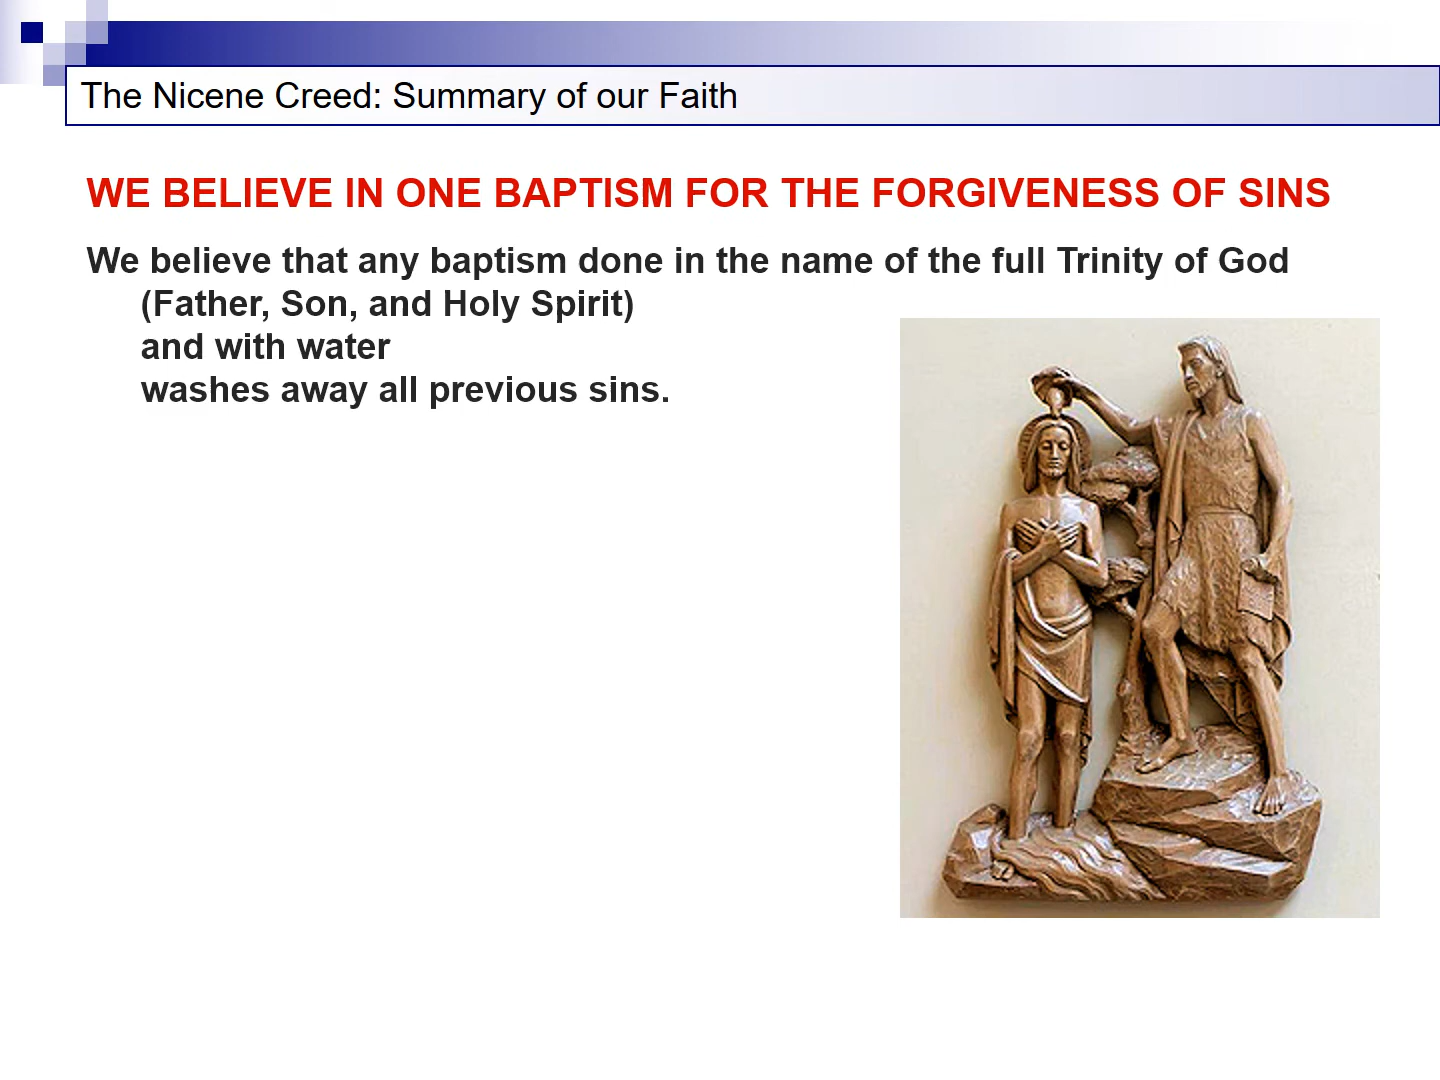 The Nicene Creed: Summary of our Faith
WE BELIEVE IN ONE BAPTISM FOR THE FORGIVENESS OF SINS
We believe that any baptism done in the name of the full Trinity of God
(Father, Son, and Holy Spirit)
and with water
washes away all previous sins.